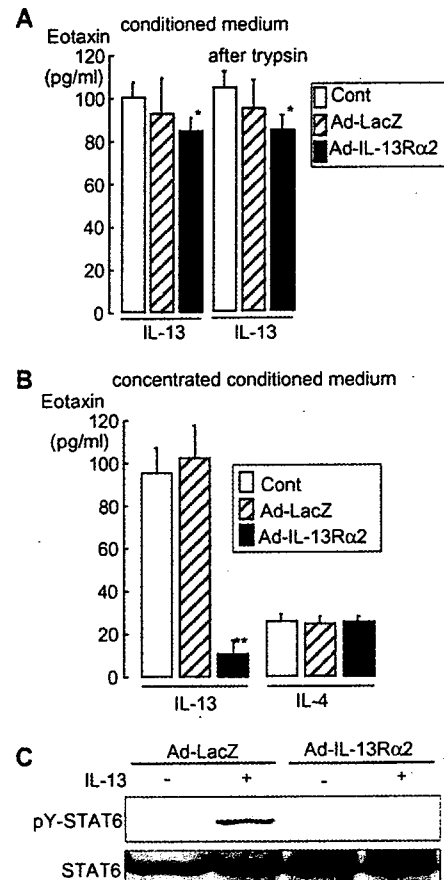 A conditioned medium
Eotaxin
(pg/ml)
after trypsin
120
100
80
60
40
20
0
Cont
Ad-LacZ
Ad-IL-13Rα2
*
*
IL-13 IL-13
B concentrated conditioned medium
Eotaxin
(pg/ml)
120
100
80
60
40
20
0
Cont
Ad-LacZ
Ad-IL-13Rα2
**
IL-13 IL-4
C Ad-LacZ Ad-IL-13Rα2
IL-13 - + - +
pY-STAT6
STAT6